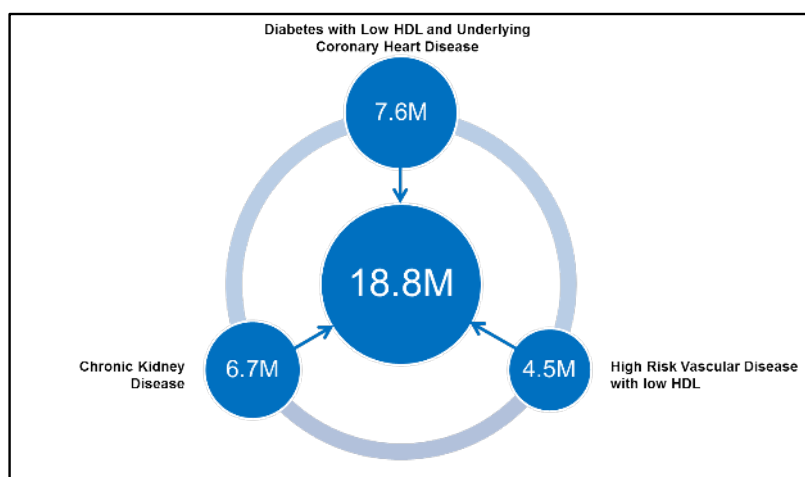 Diabetes with Low HDL and Underlying
Coronary Heart Disease
7.6M
18.8M
Chronic Kidney
Disease
6.7M
4.5M
High Risk Vascular Disease
with low HDL